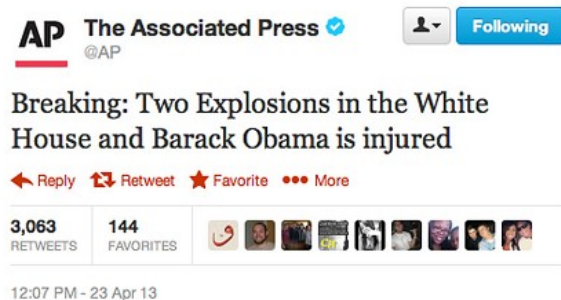 AP The Associated Press
@AP
Following
Breaking: Two Explosions in the White
House and Barack Obama is injured
Reply Retweet Favorite More
3,063 144
RETWEETS FAVORITES
12:07 PM - 23 Apr 13